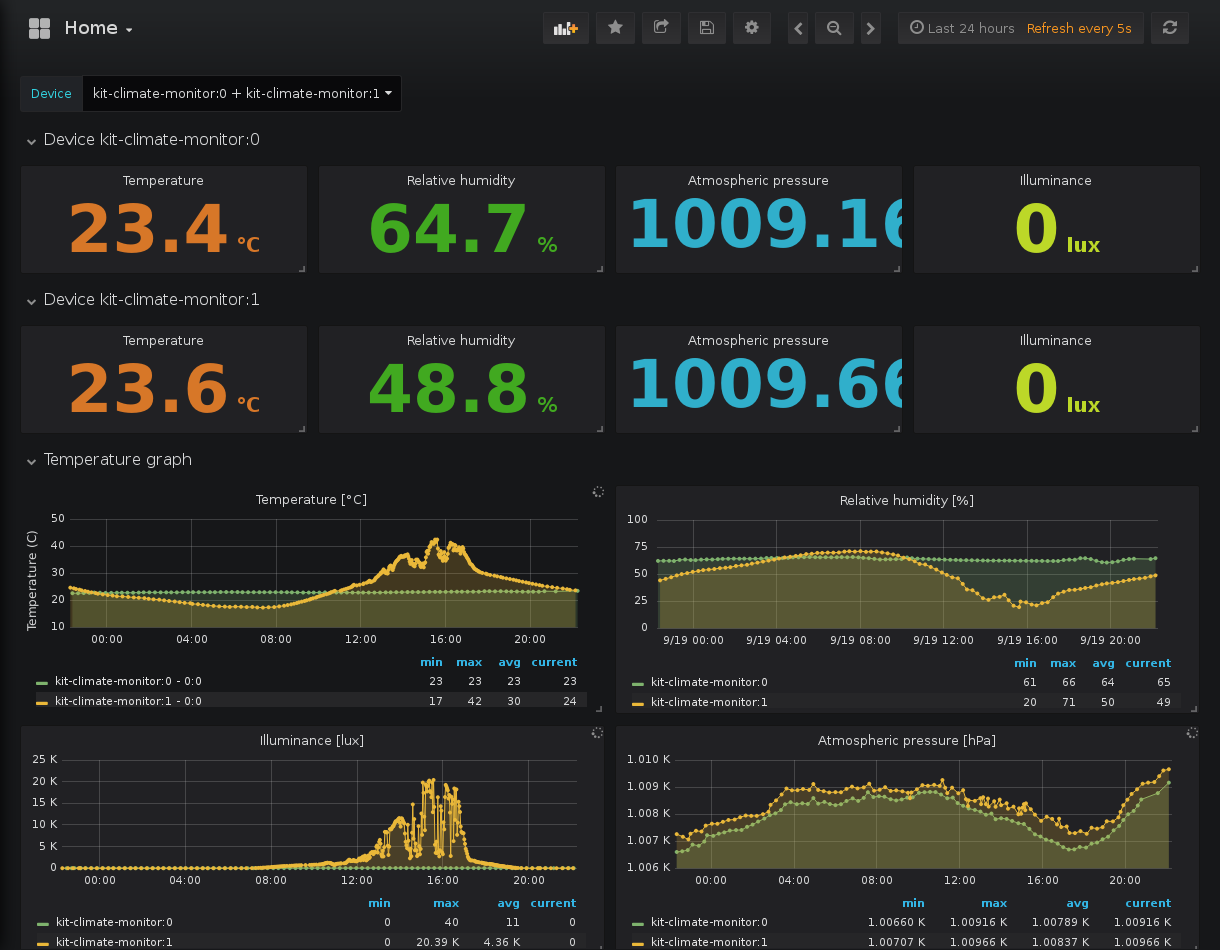 Home
Last 24 hours Refresh every 5s
Device kit-climate-monitor:0 + kit-climate-monitor:1
Device kit-climate-monitor:0
Temperature Relative humidity Atmospheric pressure Illuminance
23.4 °C 64.7 % 1009.16 0 lux
Device kit-climate-monitor:1
Temperature Relative humidity Atmospheric pressure Illuminance
23.6 °C 48.8 % 1009.66 0 lux
Temperature graph
Temperature [°C]
Temperature (C)
50
40
30
20
10
00:00 04:00 08:00 12:00 16:00 20:00
min max avg current
kit-climate-monitor:0 - 0:0 23 23 23 23
kit-climate-monitor:1 - 0:0 17 42 30 24
Relative humidity [%]
100
75
50
25
0
9/19 00:00 9/19 04:00 9/19 08:00 9/19 12:00 9/19 16:00 9/19 20:00
min max avg current
kit-climate-monitor:0 61 66 64 65
kit-climate-monitor:1 20 71 50 49
Illuminance [lux]
25 K
20 K
15 K
10 K
5 K
0
00:00 04:00 08:00 12:00 16:00 20:00
min max avg current
kit-climate-monitor:0 0 40 11 0
kit-climate-monitor:1 0 20.39 K 4.36 K 0
Atmospheric pressure [hPa]
1.010 K
1.009 K
1.008 K
1.007 K
1.006 K
00:00 04:00 08:00 12:00 16:00 20:00
min max avg current
kit-climate-monitor:0 1.00660 K 1.00916 K 1.00789 K 1.00916 K
kit-climate-monitor:1 1.00707 K 1.00966 K 1.00837 K 1.00966 K